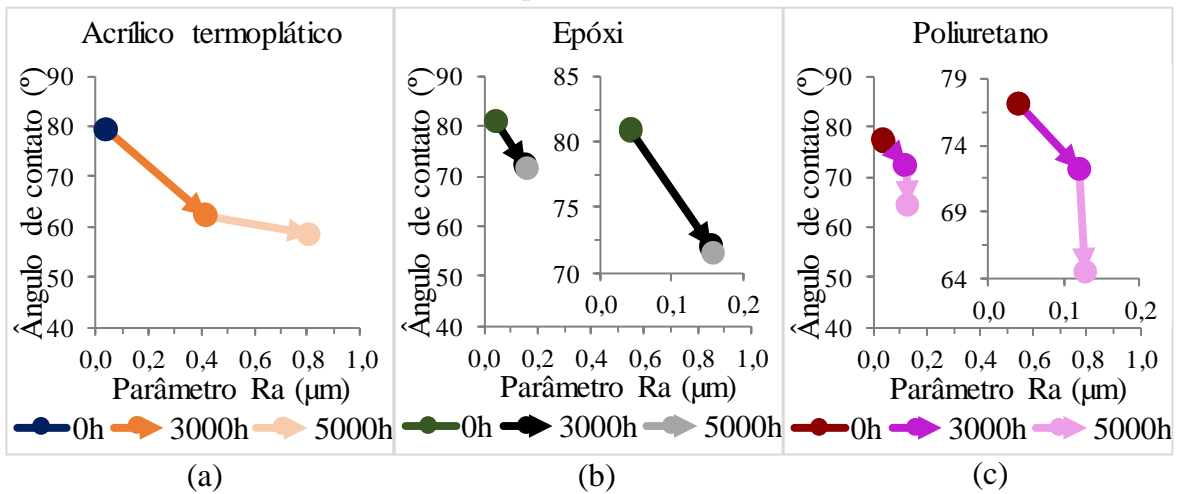 Acrílico termoplático
Ângulo de contato (º)
90
80
70
60
50
40
0,0 0,2 0,4 0,6 0,8 1,0
Parâmetro Ra (µm)
0h 3000h 5000h
(a)
Epóxi
Ângulo de contato (º)
90
80
70
60
50
40
0,0 0,2 0,4 0,6 0,8 1,0
85
80
75
70
0,0 0,1 0,2
Parâmetro Ra (µm)
0h 3000h 5000h
(b)
Poliuretano
Ângulo de contato (º)
90
80
70
60
50
40
0,0 0,2 0,4 0,6 0,8 1,0
79
74
69
64
0,0 0,1 0,2
Parâmetro Ra (µm)
0h 3000h 5000h
(c)